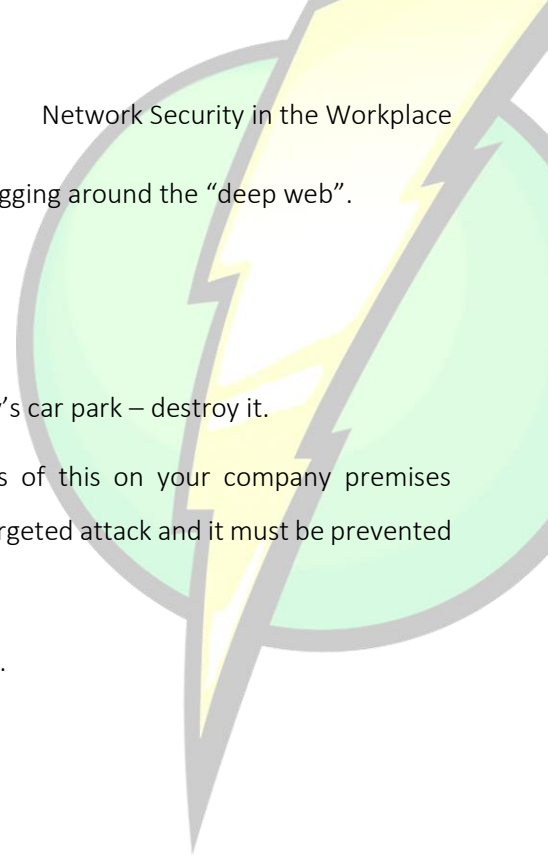 Network Security in the Workplace
gging around the “deep web”.
’s car park – destroy it.
s of this on your company premises
rgeted attack and it must be prevented
.